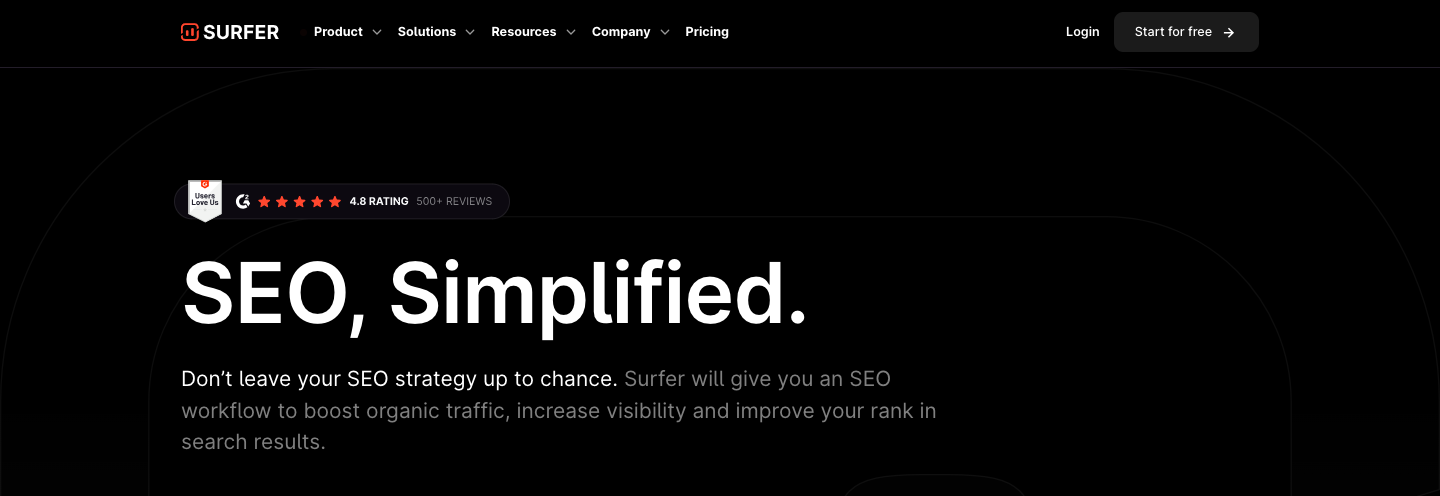 SURFER Product Solutions Resources Company Pricing Login Start for free
Users
Love Us
4.8 RATING 500+ REVIEWS
SEO, Simplified.
Don’t leave your SEO strategy up to chance. Surfer will give you an SEO
workflow to boost organic traffic, increase visibility and improve your rank in
search results.